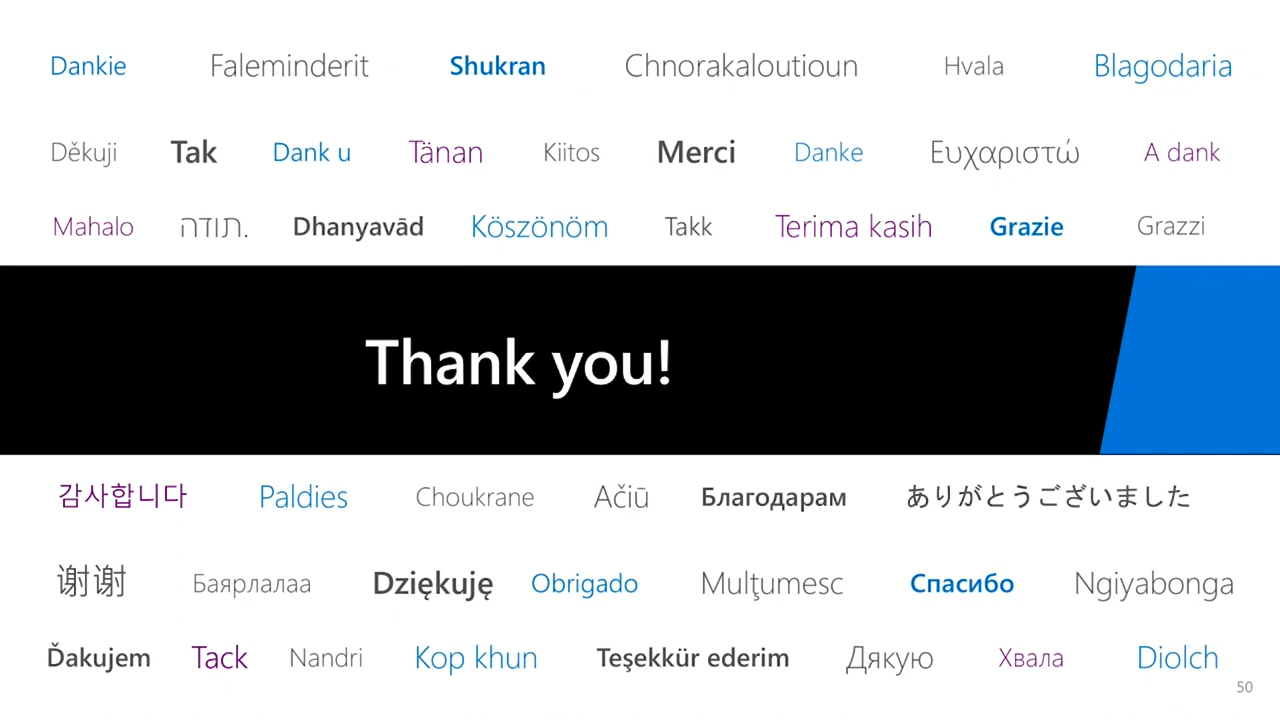 Dankie Faleminderit Shukran Chnorakaloutioun Hvala Blagodaria
Děkuji Tak Dank u Tänan Kiitos Merci Danke Ευχαριστώ A dank
Mahalo תודה. Dhanyavād Köszönöm Takk Terima kasih Grazie Grazzi
Thank you!
감사합니다 Paldies Choukrane Ačiū Благодарам ありがとうございました
谢谢 Баярлалаа Dziękuję Obrigado Mulţumesc Спасибо Ngiyabonga
Ďakujem Tack Nandri Kop khun Teşekkür ederim Дякую Хвала Diolch
50